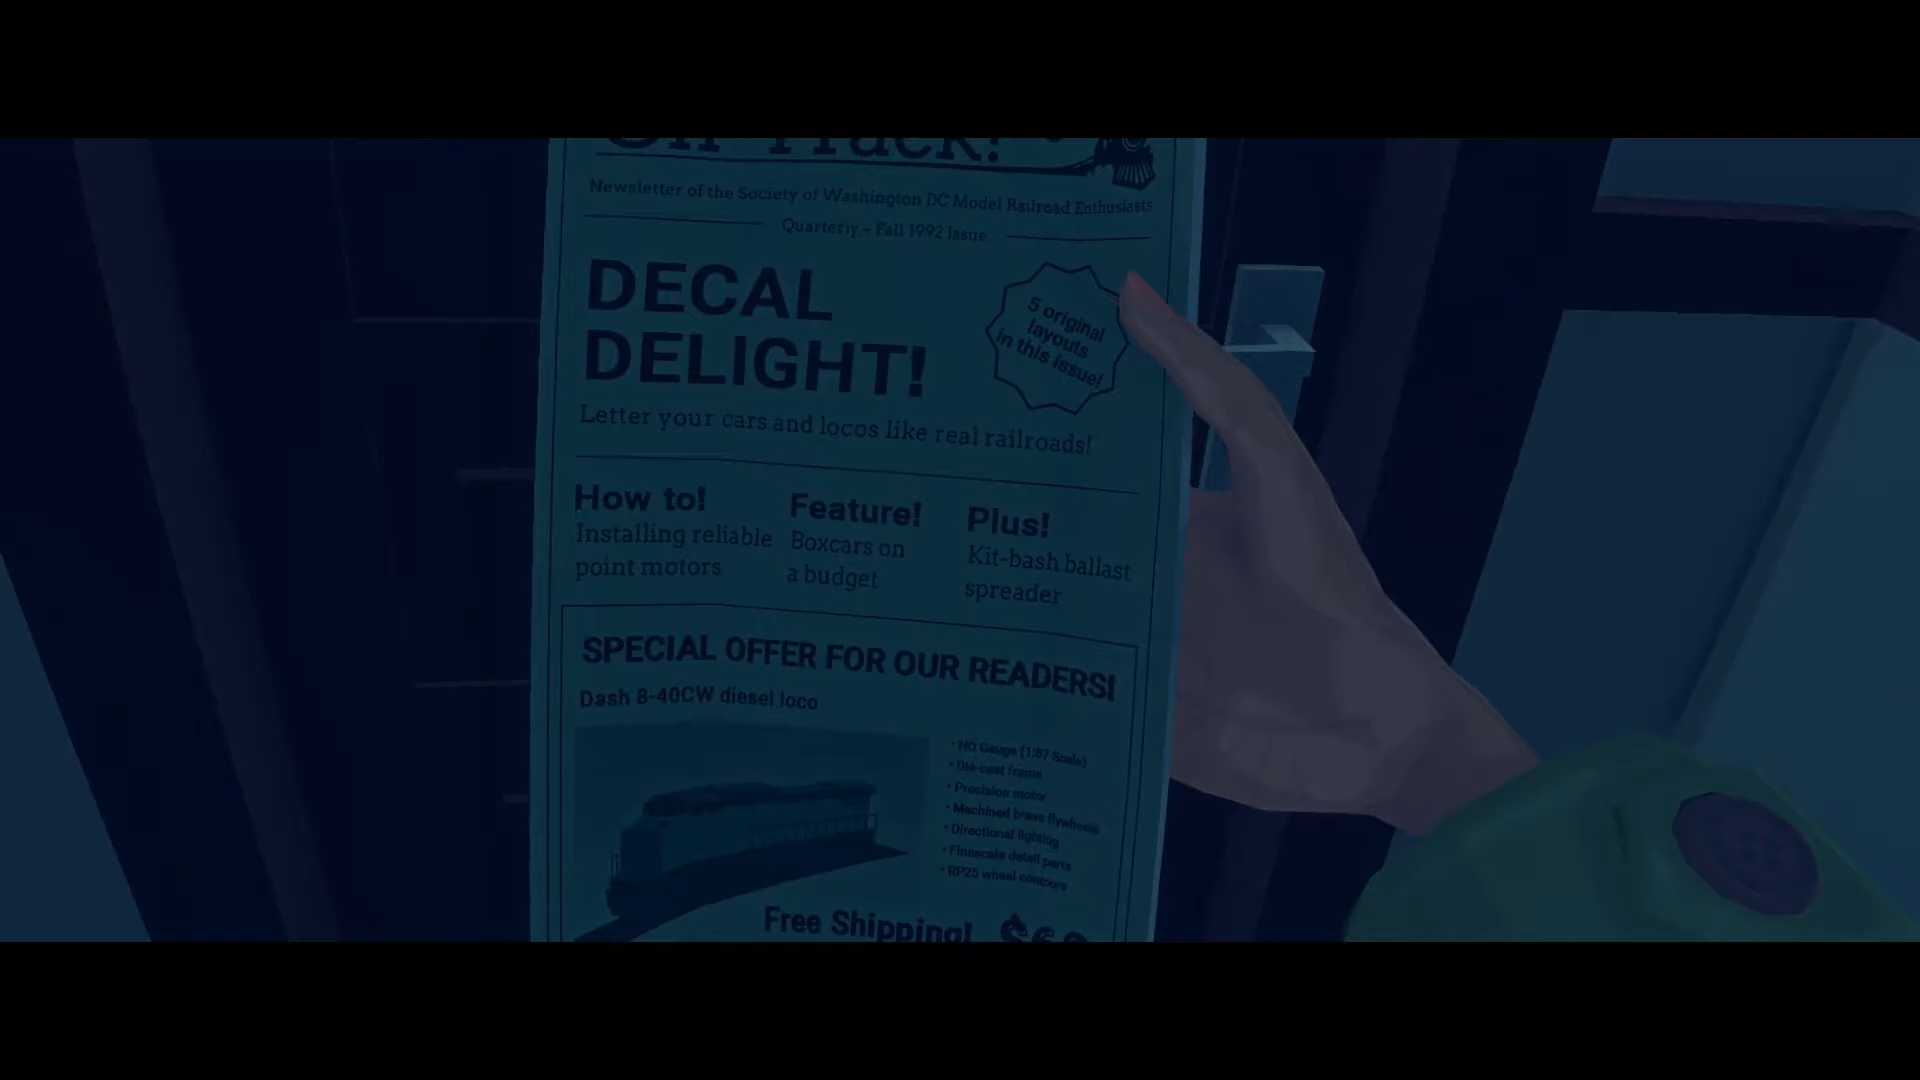 On Track!
Newsletter of the Society of Washington DC Model Railroad Enthusiasts
Quarterly - Fall 1992 Issue
DECAL
DELIGHT!
5 original
layouts
in this issue!
Letter your cars and locos like real railroads!
How to!
Installing reliable
point motors
Feature!
Boxcars on
a budget
Plus!
Kit-bash ballast
spreader
SPECIAL OFFER FOR OUR READERS!
Dash 8-40CW diesel loco
• HO Gauge (1:87 Scale)
• Die-cast frame
• Precision motor
• Machined brass flywheels
• Directional lighting
• Finescale detail parts
• RP25 wheel contours
Free Shipping!